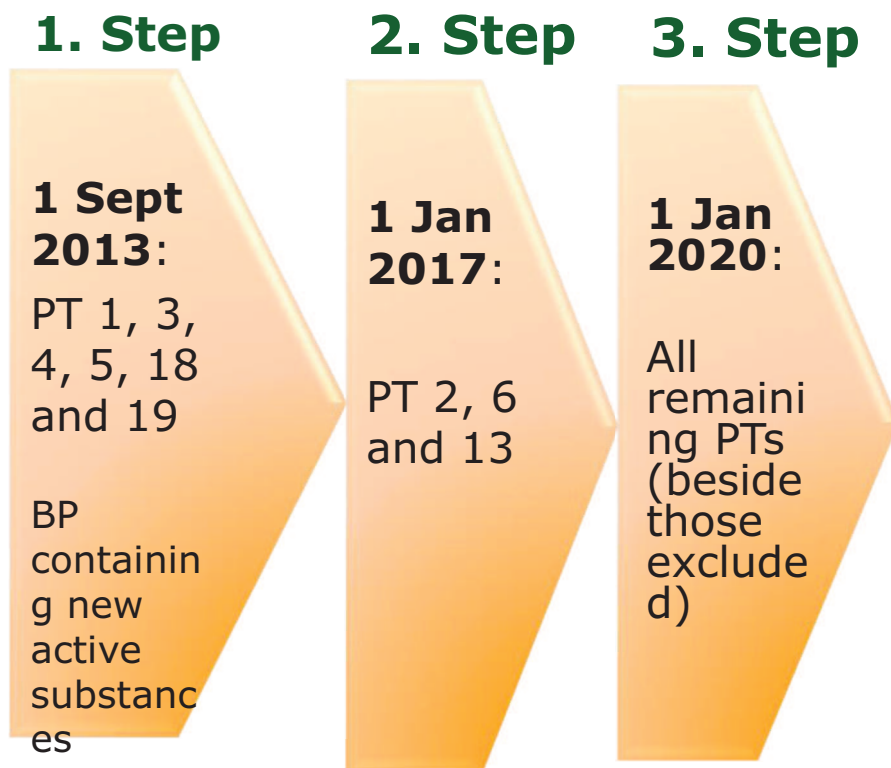 1. Step
1 Sept
2013:
PT 1, 3,
4, 5, 18
and 19
BP
containin
g new
active
substanc
es
2. Step
1 Jan
2017:
PT 2, 6
and 13
3. Step
1 Jan
2020:
All
remaini
ng PTs
(beside
those
exclude
d)